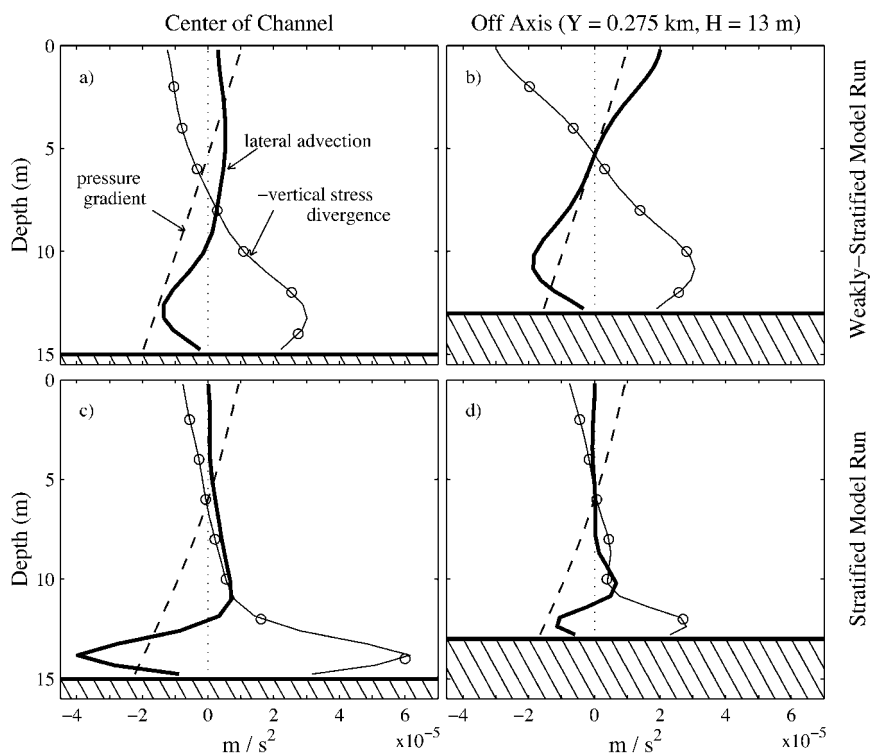 Center of Channel
Off Axis (Y = 0.275 km, H = 13 m)
0
5
10
15
Depth (m)
a)
pressure
gradient
lateral advection
−vertical stress
divergence
b)
Weakly−Stratified Model Run
0
5
10
15
Depth (m)
c)
d)
Stratified Model Run
−4 −2 0 2 4 6
m / s²
x10⁻⁵
−4 −2 0 2 4 6
m / s²
x10⁻⁵